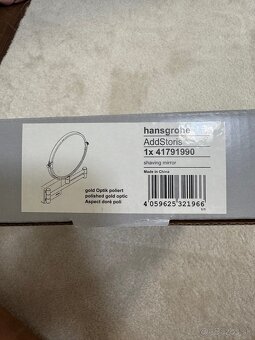 hansgrohe
AddStoris
1x 41791990
shaving mirror
Made in China
gold Optik poliert
polished gold optic
Aspect doré poli
4 059625 321966